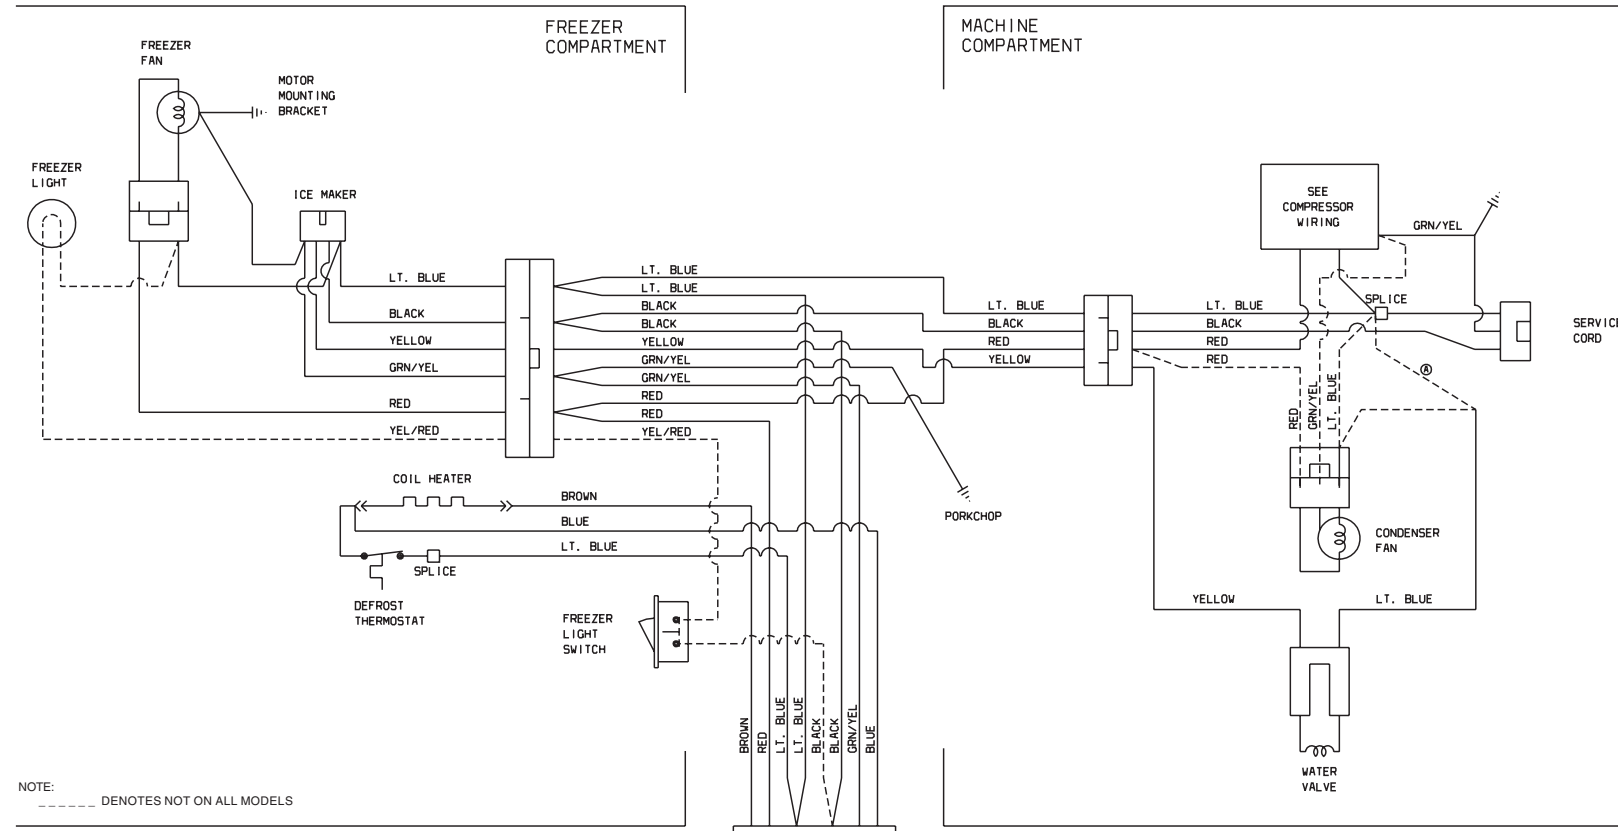 FREEZER
COMPARTMENT
MACHINE
COMPARTMENT
FREEZER
FAN
MOTOR
MOUNTING
BRACKET
FREEZER
LIGHT
ICE MAKER
SEE
COMPRESSOR
WIRING
GRN/YEL
LT. BLUE
BLACK
YELLOW
GRN/YEL
RED
YEL/RED
LT. BLUE
LT. BLUE
BLACK
BLACK
YELLOW
GRN/YEL
GRN/YEL
RED
RED
YEL/RED
LT. BLUE
BLACK
RED
YELLOW
LT. BLUE
BLACK
RED
SPLICE
SERVICE
CORD
A
RED
GRN/YEL
LT. BLUE
COIL HEATER
BROWN
BLUE
LT. BLUE
SPLICE
DEFROST
THERMOSTAT
PORKCHOP
CONDENSER
FAN
FREEZER
LIGHT
SWITCH
YELLOW
LT. BLUE
BROWN
RED
LT. BLUE
LT. BLUE
BLACK
BLACK
GRN/YEL
BLUE
WATER
VALVE
NOTE:
______ DENOTES NOT ON ALL MODELS